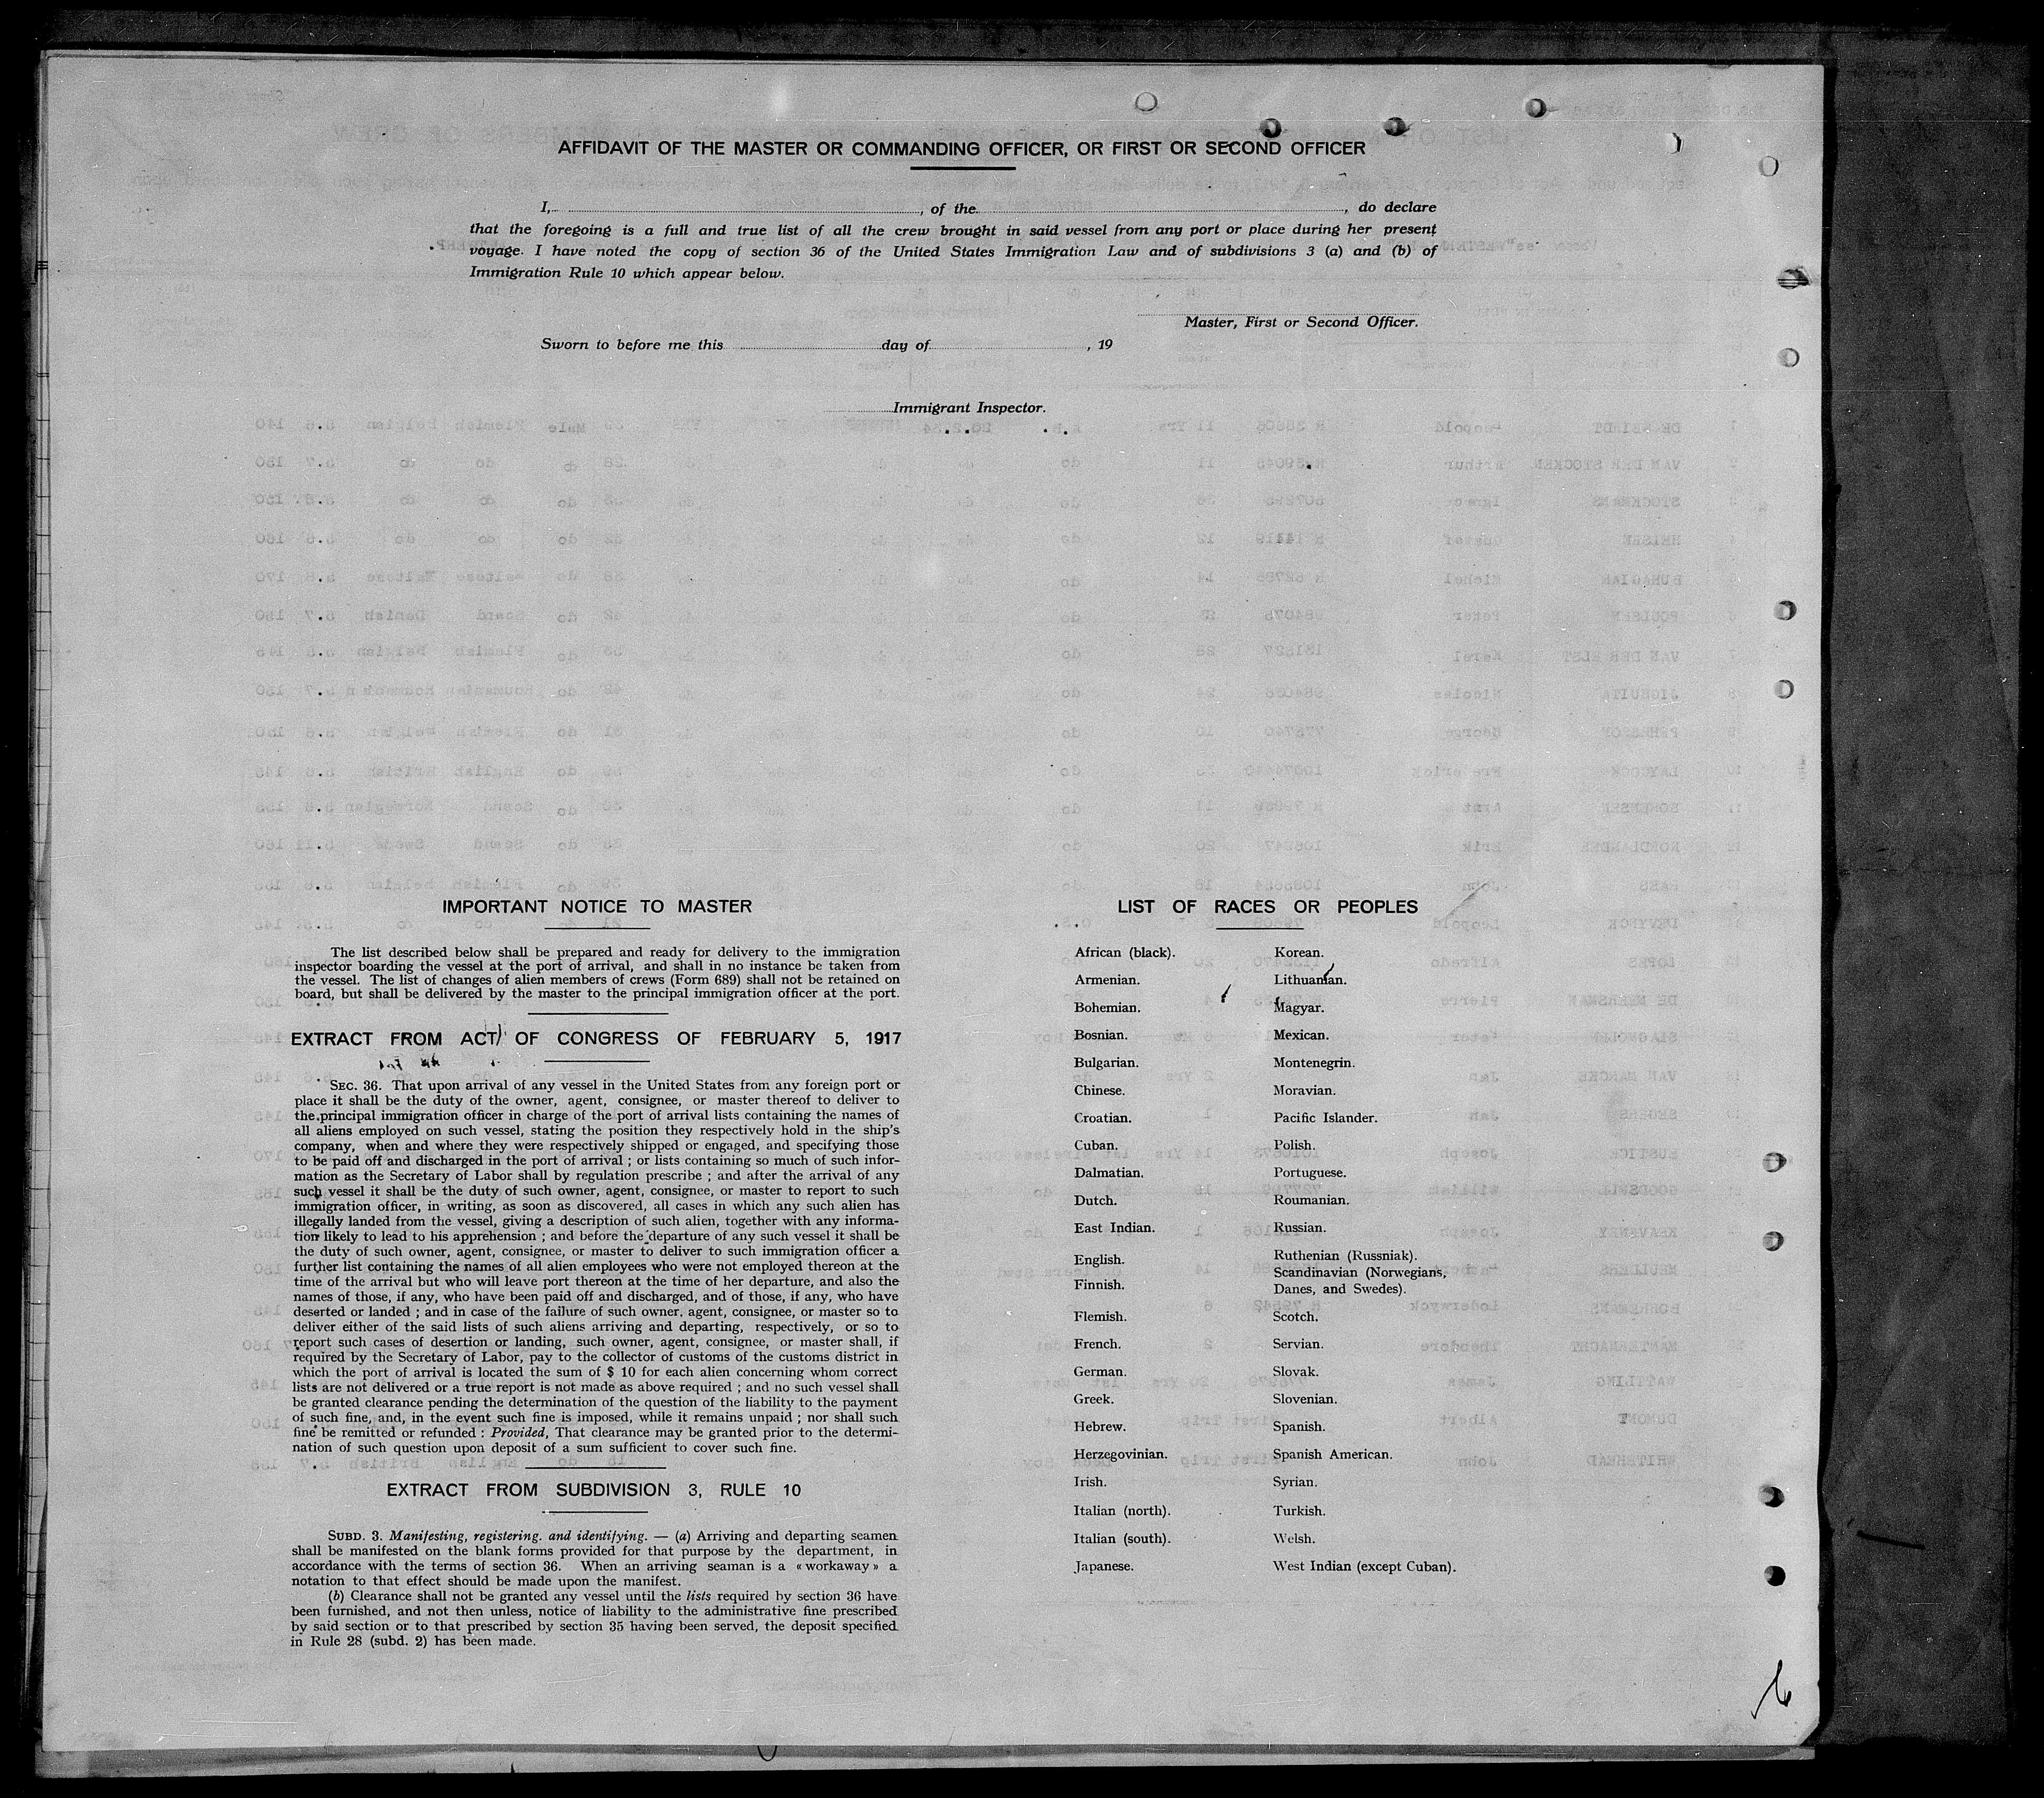 AFFIDAVIT OF THE MASTER OR COMMANDING OFFICER, OR FIRST OR SECOND OFFICER
I, , of the , do declare
that the foregoing is a full and true list of all the crew brought in said vessel from any port or place during her present
voyage. I have noted the copy of section 36 of the United States Immigration Law and of subdivisions 3 (a) and (b) of
Immigration Rule 10 which appear below.
Master, First or Second Officer.
Sworn to before me this day of , 19
Immigrant Inspector.
IMPORTANT NOTICE TO MASTER
The list described below shall be prepared and ready for delivery to the immigration
inspector boarding the vessel at the port of arrival, and shall in no instance be taken from
the vessel. The list of changes of alien members of crews (Form 689) shall not be retained on
board, but shall be delivered by the master to the principal immigration officer at the port.
EXTRACT FROM ACT OF CONGRESS OF FEBRUARY 5, 1917
SEC. 36. That upon arrival of any vessel in the United States from any foreign port or
place it shall be the duty of the owner, agent, consignee, or master thereof to deliver to
the principal immigration officer in charge of the port of arrival lists containing the names of
all aliens employed on such vessel, stating the position they respectively hold in the ship's
company, when and where they were respectively shipped or engaged, and specifying those
to be paid off and discharged in the port of arrival ; or lists containing so much of such infor-
mation as the Secretary of Labor shall by regulation prescribe ; and after the arrival of any
such vessel it shall be the duty of such owner, agent, consignee, or master to report to such
immigration officer, in writing, as soon as discovered, all cases in which any such alien has
illegally landed from the vessel, giving a description of such alien, together with any informa-
tion likely to lead to his apprehension ; and before the departure of any such vessel it shall be
the duty of such owner, agent, consignee, or master to deliver to such immigration officer a
further list containing the names of all alien employees who were not employed thereon at the
time of the arrival but who will leave port thereon at the time of her departure, and also the
names of those, if any, who have been paid off and discharged, and of those, if any, who have
deserted or landed ; and in case of the failure of such owner, agent, consignee, or master so to
deliver either of the said lists of such aliens arriving and departing, respectively, or so to
report such cases of desertion or landing, such owner, agent, consignee, or master shall, if
required by the Secretary of Labor, pay to the collector of customs of the customs district in
which the port of arrival is located the sum of $ 10 for each alien concerning whom correct
lists are not delivered or a true report is not made as above required ; and no such vessel shall
be granted clearance pending the determination of the question of the liability to the payment
of such fine, and, in the event such fine is imposed, while it remains unpaid ; nor shall such
fine be remitted or refunded : Provided, That clearance may be granted prior to the determi-
nation of such question upon deposit of a sum sufficient to cover such fine.
EXTRACT FROM SUBDIVISION 3, RULE 10
SUBD. 3. Manifesting, registering. and identifying. — (a) Arriving and departing seamen
shall be manifested on the blank forms provided for that purpose by the department, in
accordance with the terms of section 36. When an arriving seaman is a « workaway » a
notation to that effect should be made upon the manifest.
(b) Clearance shall not be granted any vessel until the lists required by section 36 have
been furnished, and not then unless, notice of liability to the administrative fine prescribed
by said section or to that prescribed by section 35 having been served, the deposit specified
in Rule 28 (subd. 2) has been made.
LIST OF RACES OR PEOPLES
African (black).
Armenian.
Bohemian.
Bosnian.
Bulgarian.
Chinese.
Croatian.
Cuban.
Dalmatian.
Dutch.
East Indian.
English.
Finnish.
Flemish.
French.
German.
Greek.
Hebrew.
Herzegovinian.
Irish.
Italian (north).
Italian (south).
Japanese.
Korean.
Lithuanian.
Magyar.
Mexican.
Montenegrin.
Moravian.
Pacific Islander.
Polish.
Portuguese.
Roumanian.
Russian.
Ruthenian (Russniak).
Scandinavian (Norwegians,
Danes, and Swedes).
Scotch.
Servian.
Slovak.
Slovenian.
Spanish.
Spanish American.
Syrian.
Turkish.
Welsh.
West Indian (except Cuban).